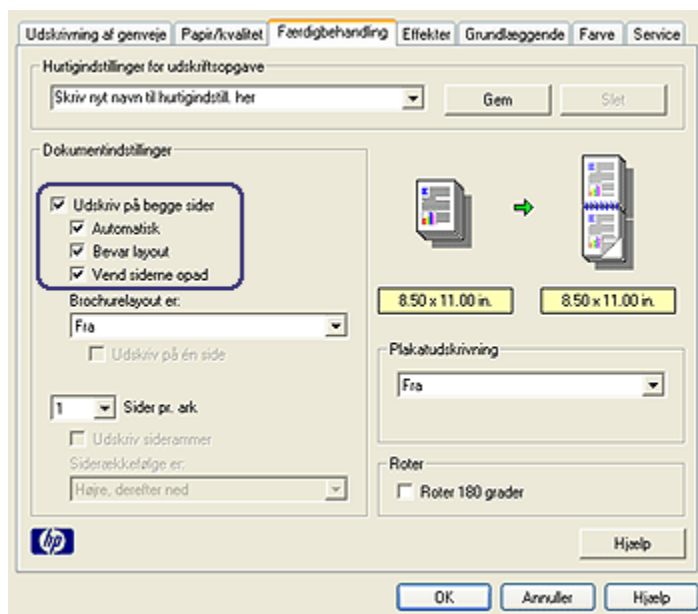 Udskrivning af genveje Papir/kvalitet Færdigbehandling Effekter Grundlæggende Farve Service
Hurtigindstillinger for udskriftsopgave
Skriv nyt navn til hurtigindstill. her Gem Slet
Dokumentindstillinger
Udskriv på begge sider
Automatisk
Bevar layout
Vend siderne opad
Brochurelayout er:
Fra
Udskriv på én side
1 Sider pr. ark
Udskriv siderammer
Siderækkefølge er:
Højre, derefter ned
8.50 x 11.00 in. 8.50 x 11.00 in.
Plakatudskrivning
Fra
Roter
Roter 180 grader
hp Hjælp
OK Annuller Hjælp